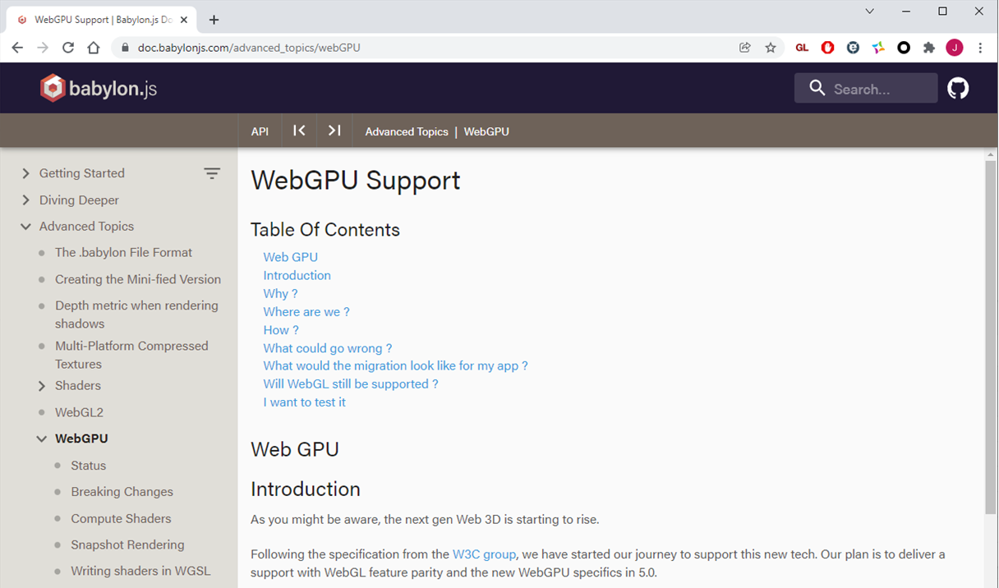 WebGPU Support | Babylon.js Do
doc.babylonjs.com/advanced_topics/webGPU
GL
J
babylon.js
Search...
API
Advanced Topics | WebGPU
Getting Started
Diving Deeper
Advanced Topics
The .babylon File Format
Creating the Mini-fied Version
Depth metric when rendering
shadows
Multi-Platform Compressed
Textures
Shaders
WebGL2
WebGPU
Status
Breaking Changes
Compute Shaders
Snapshot Rendering
Writing shaders in WGSL
WebGPU Support
Table Of Contents
Web GPU
Introduction
Why ?
Where are we ?
How ?
What could go wrong ?
What would the migration look like for my app ?
Will WebGL still be supported ?
I want to test it
Web GPU
Introduction
As you might be aware, the next gen Web 3D is starting to rise.
Following the specification from the W3C group, we have started our journey to support this new tech. Our plan is to deliver a
support with WebGL feature parity and the new WebGPU specifics in 5.0.